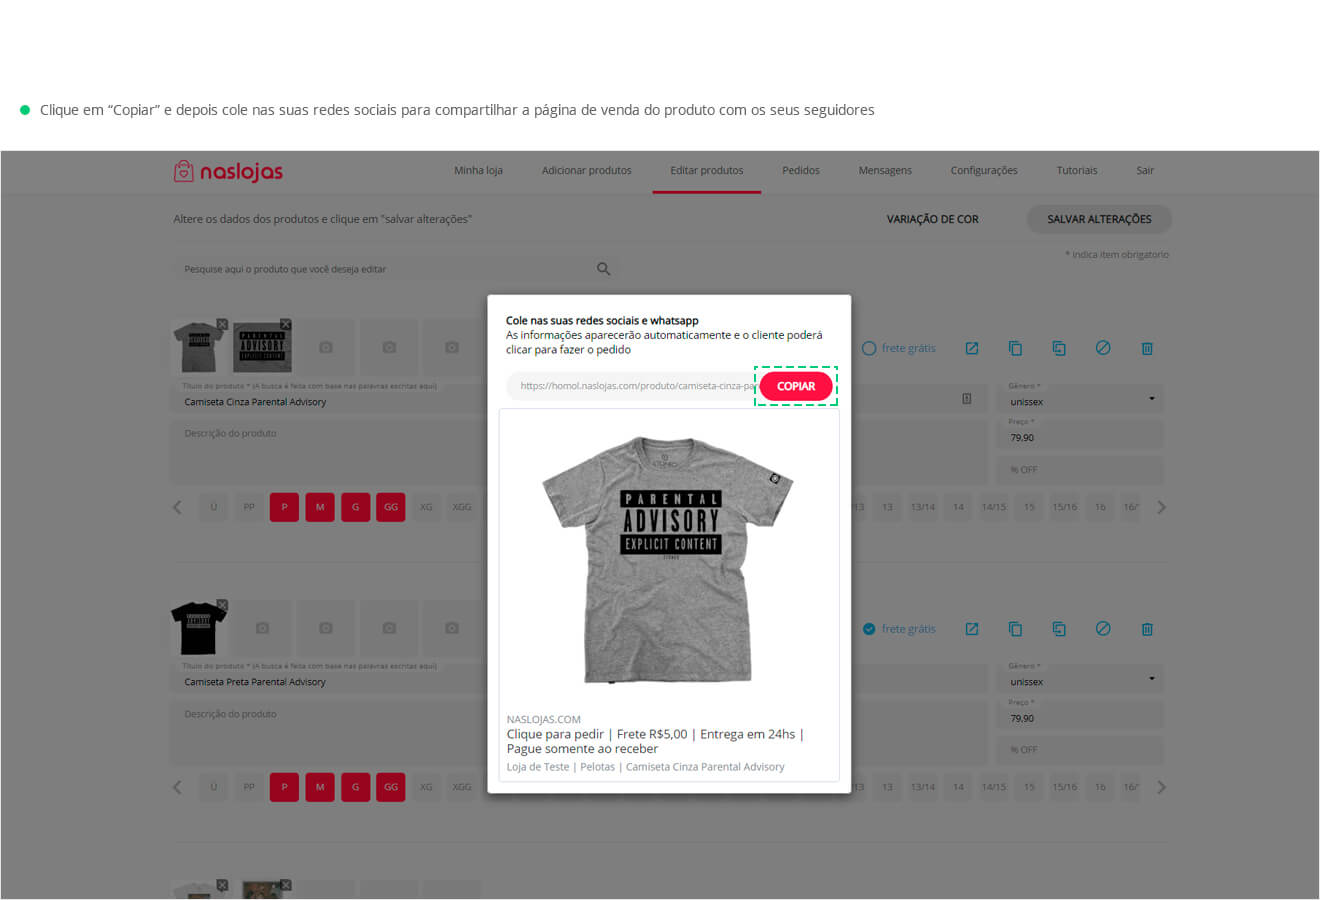 Clique em “Copiar” e depois cole nas suas redes sociais para compartilhar a página de venda do produto com os seus seguidores
naslojas
Minha loja Adicionar produtos Editar produtos Pedidos Mensagens Configurações Tutoriais Sair
Altere os dados dos produtos e clique em "salvar alterações"
VARIAÇÃO DE COR SALVAR ALTERAÇÕES
* Indica item obrigatorio
Pesquise aqui o produto que você deseja editar
Cole nas suas redes sociais e whatsapp
As informações aparecerão automaticamente e o cliente poderá
clicar para fazer o pedido
https://homol.naslojas.com/produto/camiseta-cinza-par
COPIAR
PARENTAL
ADVISORY
EXPLICIT CONTENT
NASLOJAS.COM
Clique para pedir | Frete R$5,00 | Entrega em 24hs |
Pague somente ao receber
Loja de Teste | Pelotas | Camiseta Cinza Parental Advisory
PARENTAL
ADVISORY
EXPLICIT CONTENT
frete grátis
Título do produto * (A busca é feita com base nas palavras escritas aqui)
Camiseta Cinza Parental Advisory
Gênero *
unissex
Descrição do produto
Preço *
79,90
% OFF
U PP P M G GG XG XGG
/13 13 13/14 14 14/15 15 15/16 16 16/
frete grátis
Título do produto * (A busca é feita com base nas palavras escritas aqui)
Camiseta Preta Parental Advisory
Gênero *
unissex
Descrição do produto
Preço *
79,90
% OFF
U PP P M G GG XG XGG
/13 13 13/14 14 14/15 15 15/16 16 16/